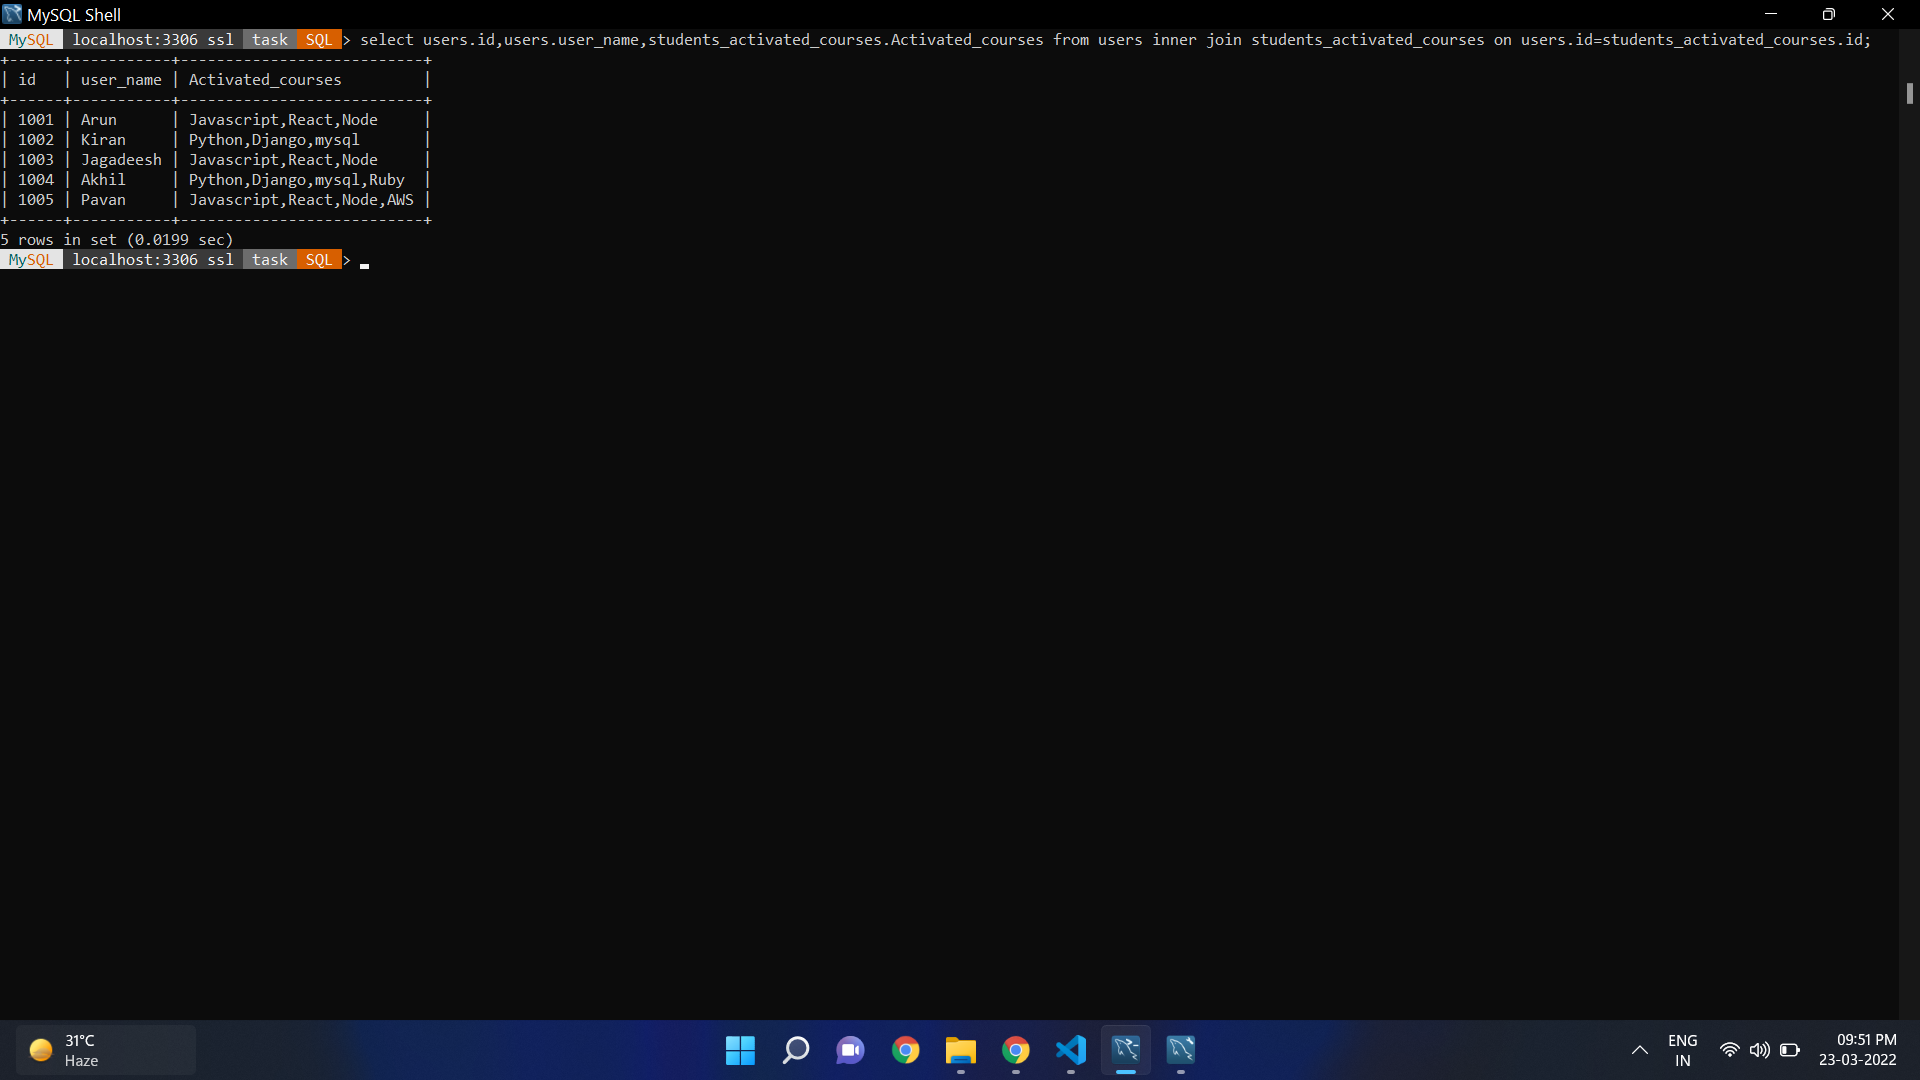 MySQL Shell
MySQL localhost:3306 ssl task SQL > select users.id,users.user_name,students_activated_courses.Activated_courses from users inner join students_activated_courses on users.id=students_activated_courses.id;
+------+-----------+---------------------------+
| id   | user_name | Activated_courses         |
+------+-----------+---------------------------+
| 1001 | Arun      | Javascript,React,Node     |
| 1002 | Kiran     | Python,Django,mysql       |
| 1003 | Jagadeesh | Javascript,React,Node     |
| 1004 | Akhil     | Python,Django,mysql,Ruby  |
| 1005 | Pavan     | Javascript,React,Node,AWS |
+------+-----------+---------------------------+
5 rows in set (0.0199 sec)
MySQL localhost:3306 ssl task SQL >
31°C
Haze
ENG
IN
09:51 PM
23-03-2022